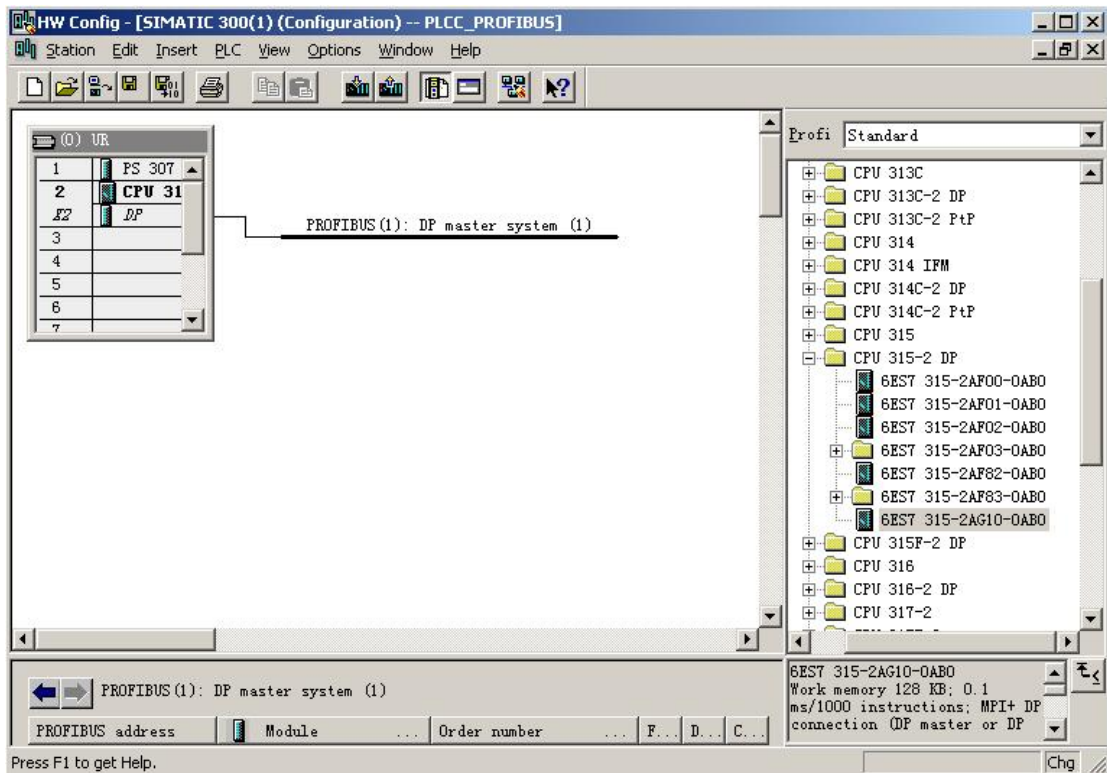 HW Config - [SIMATIC 300(1) (Configuration) -- PLCC_PROFIBUS]
Station Edit Insert PLC View Options Window Help
(0) UR
1 PS 307
2 CPU 31
X2 DP
3
4
5
6
7
PROFIBUS(1): DP master system (1)
Profi Standard
CPU 313C
CPU 313C-2 DP
CPU 313C-2 PtP
CPU 314
CPU 314 IFM
CPU 314C-2 DP
CPU 314C-2 PtP
CPU 315
CPU 315-2 DP
6ES7 315-2AF00-0AB0
6ES7 315-2AF01-0AB0
6ES7 315-2AF02-0AB0
6ES7 315-2AF03-0AB0
6ES7 315-2AF82-0AB0
6ES7 315-2AF83-0AB0
6ES7 315-2AG10-0AB0
CPU 315F-2 DP
CPU 316
CPU 316-2 DP
CPU 317-2
PROFIBUS(1): DP master system (1)
PROFIBUS address Module ... Order number ... F... D... C...
6ES7 315-2AG10-0AB0
Work memory 128 KB; 0.1
ms/1000 instructions; MPI+ DP
connection (DP master or DP
Press F1 to get Help.
Chg